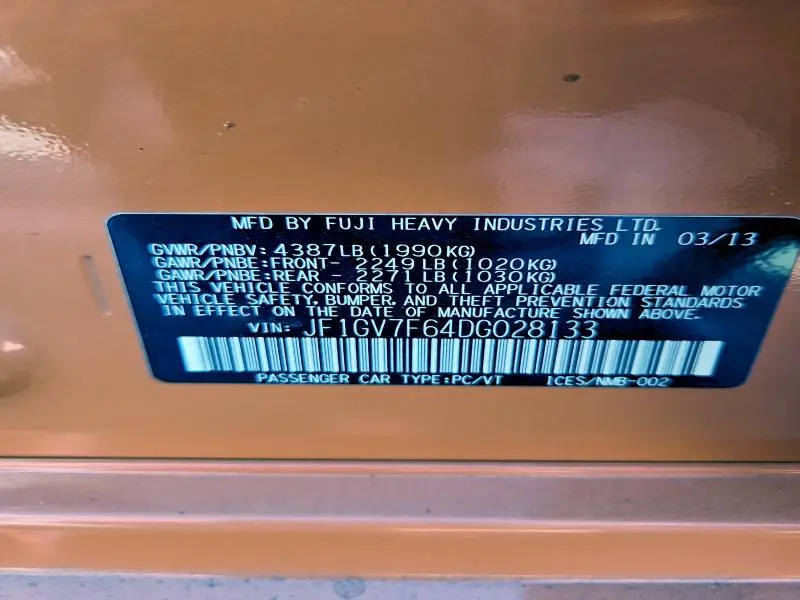 MFD BY FUJI HEAVY INDUSTRIES LTD.
MFD IN 03/13
GVWR/PNBV: 4387LB(1990KG)
GAWR/PNBE:FRONT- 2249LB(1020KG)
GAWR/PNBE:REAR - 2271LB(1030KG)
THIS VEHICLE CONFORMS TO ALL APPLICABLE FEDERAL MOTOR
VEHICLE SAFETY, BUMPER, AND THEFT PREVENTION STANDARDS
IN EFFECT ON THE DATE OF MANUFACTURE SHOWN ABOVE.
VIN: JF1GV7F64DG028133
PASSENGER CAR TYPE:PC/VT ICES/NMB-002